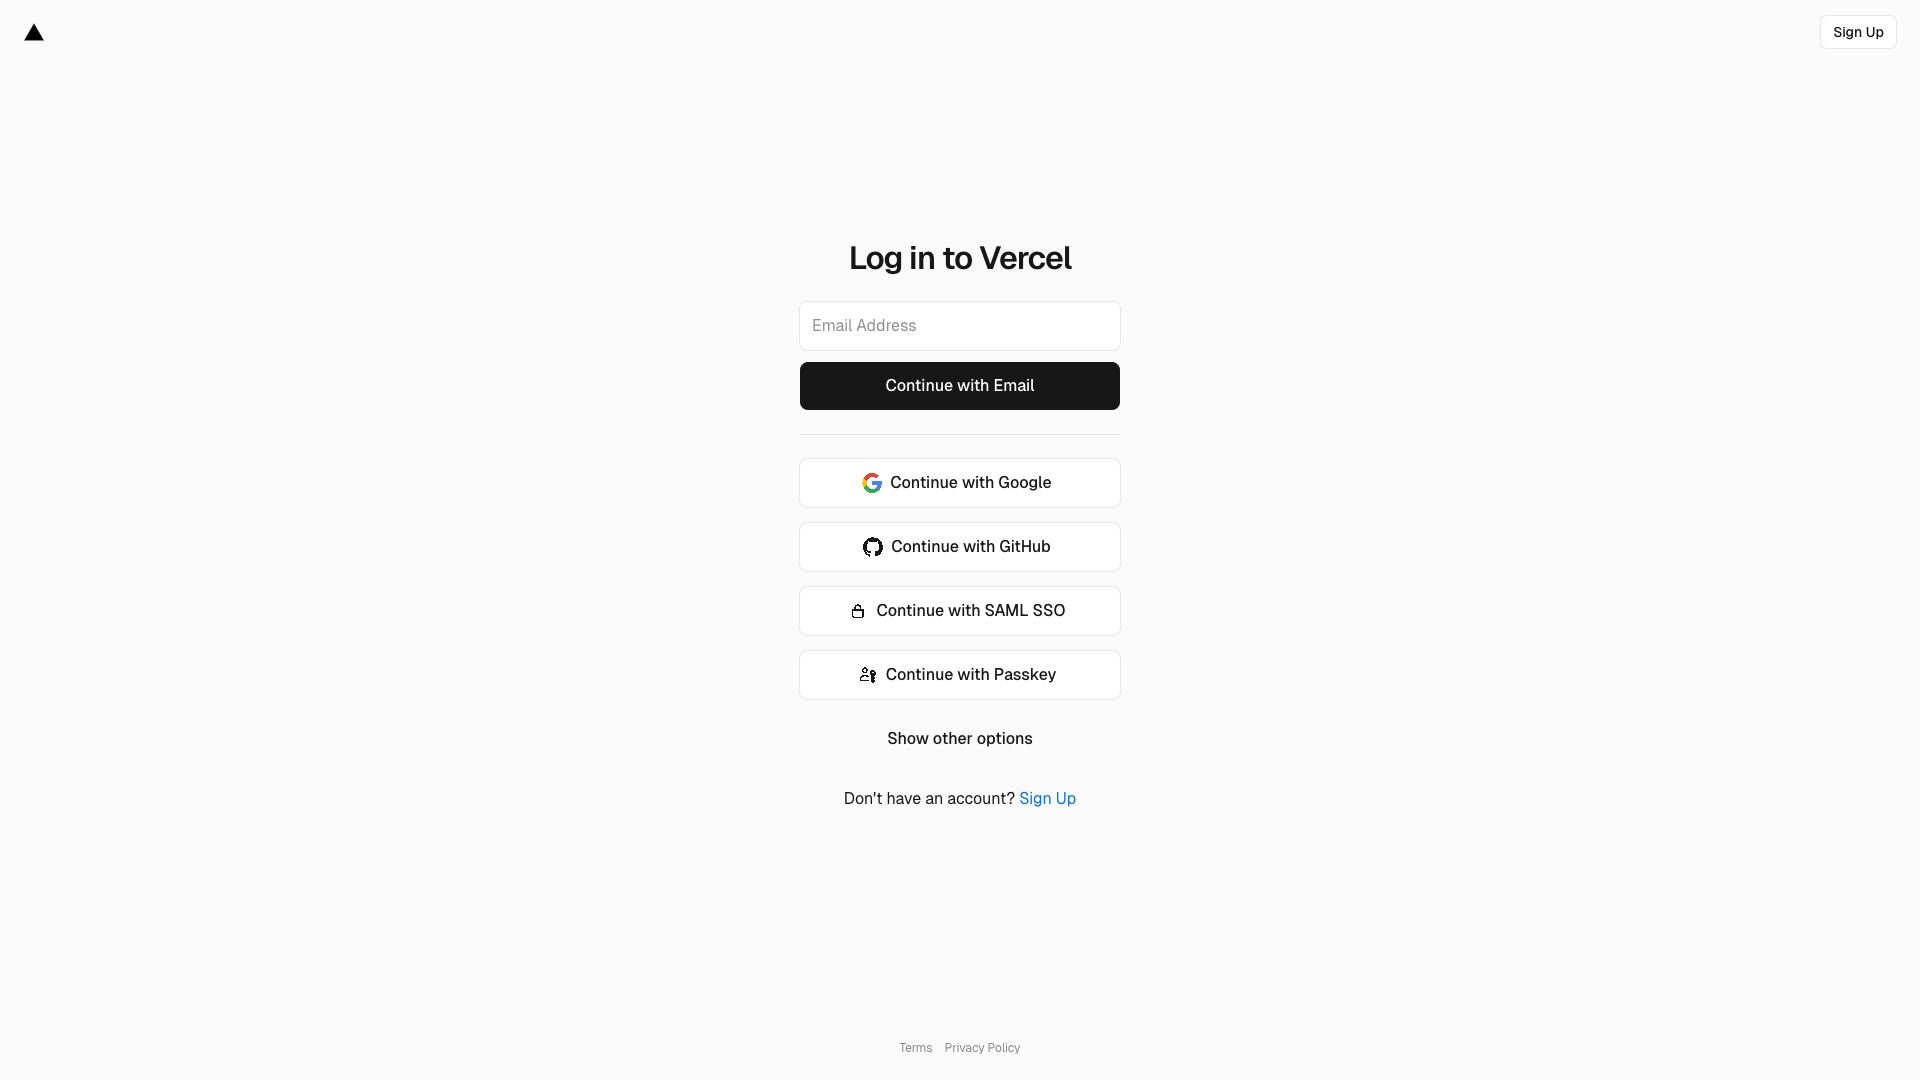 Sign Up
Log in to Vercel
Email Address
Continue with Email
Continue with Google
Continue with GitHub
Continue with SAML SSO
Continue with Passkey
Show other options
Don't have an account? Sign Up
Terms Privacy Policy